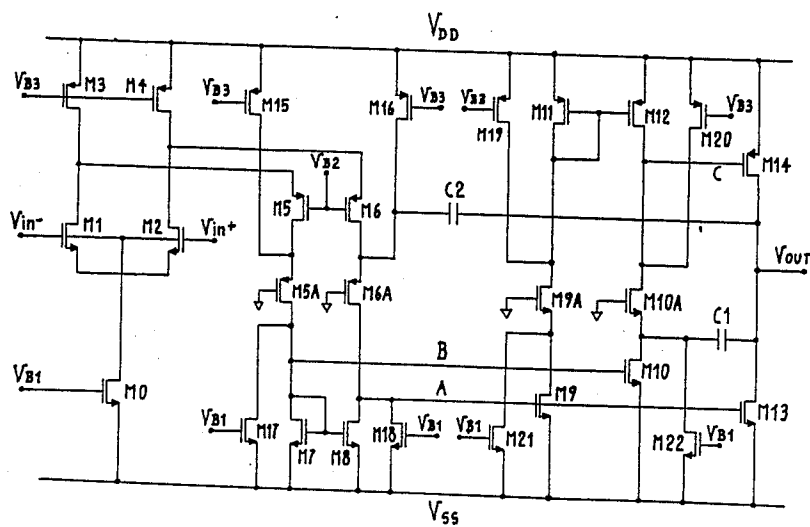 VDD
VB3
M3
M4
VB3
M15
M16
VB3
VB2
M19
M11
M12
M20
VB3
M14
C
VB2
M5
M6
C2
Vin-
M1
M2
Vin+
VOUT
M5A
M6A
M9A
M10A
C1
B
M10
VB1
M0
A
M9
M13
VB1
M17
M7
M8
M18
VB1
VB1
M21
M22
VB1
VSS